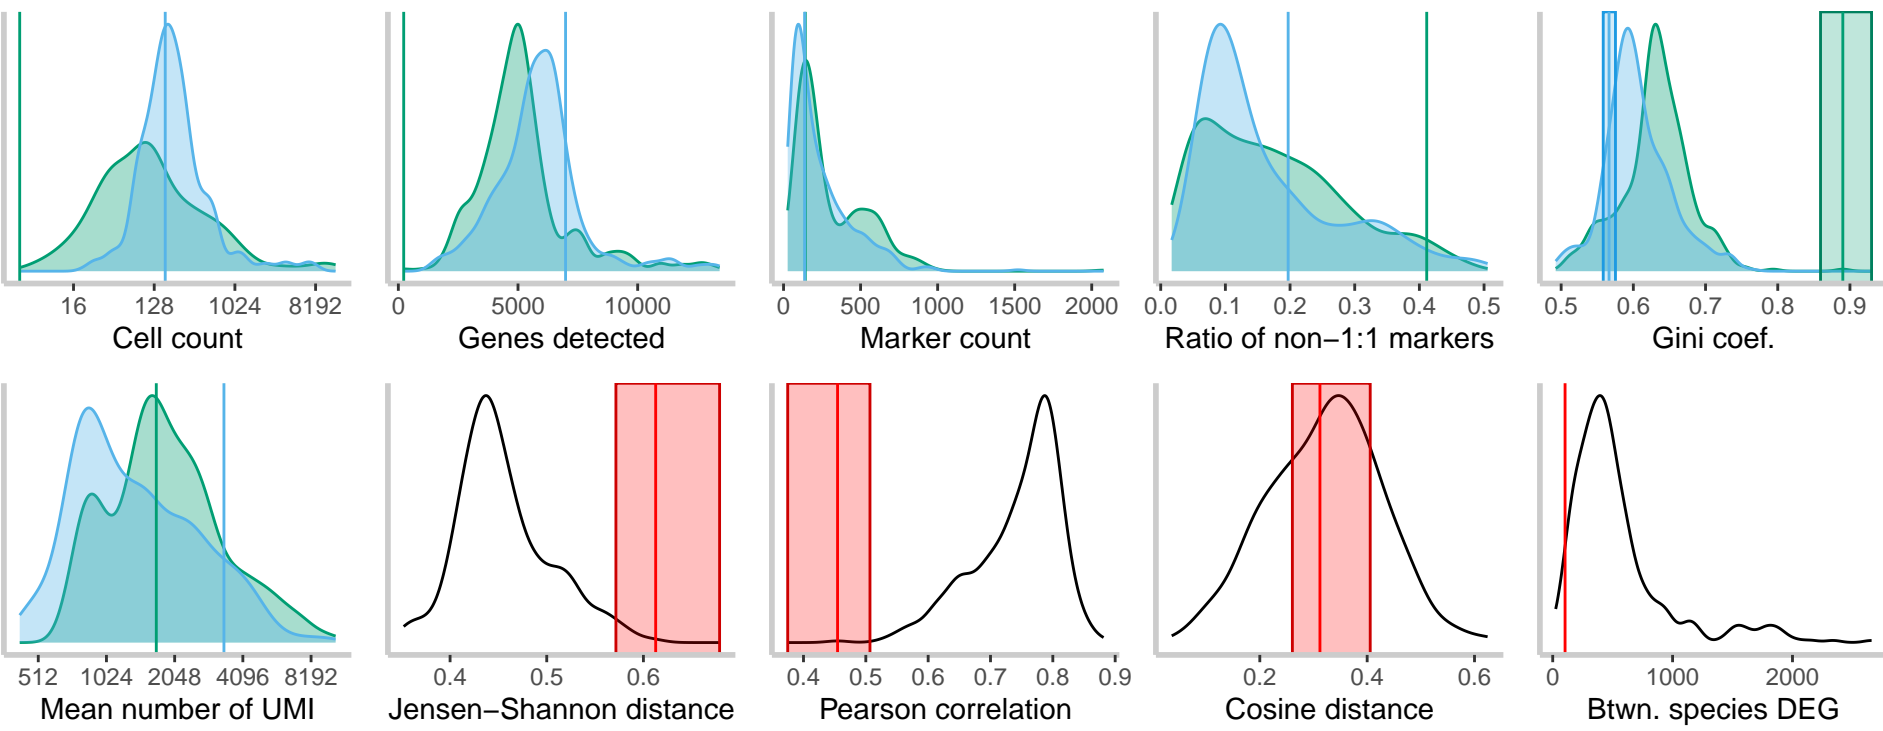 16 128 1024 8192
Cell count
0 5000 10000
Genes detected
0 500 1000 1500 2000
Marker count
0.0 0.1 0.2 0.3 0.4 0.5
Ratio of non−1:1 markers
0.5 0.6 0.7 0.8 0.9
Gini coef.
512 1024 2048 4096 8192
Mean number of UMI
0.4 0.5 0.6
Jensen−Shannon distance
0.4 0.5 0.6 0.7 0.8 0.9
Pearson correlation
0.2 0.4 0.6
Cosine distance
0 1000 2000
Btwn. species DEG